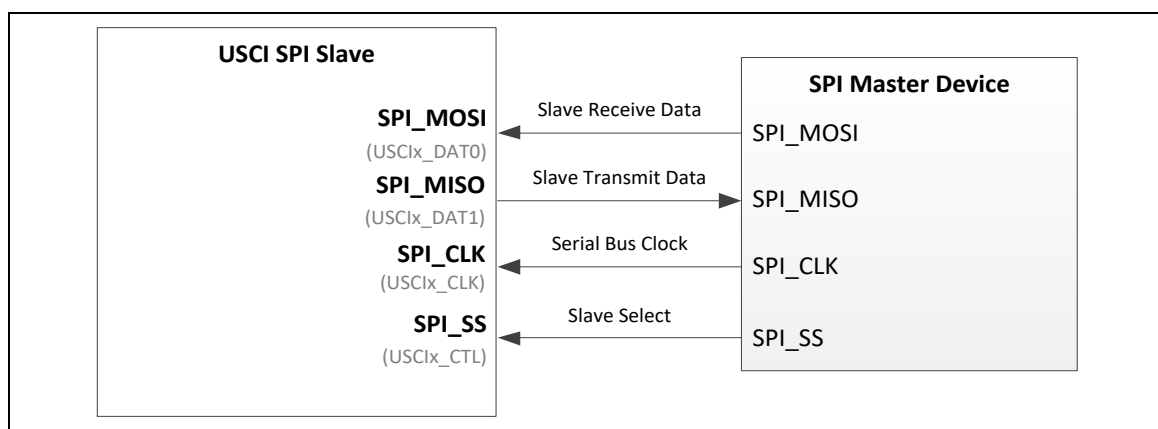 USCI SPI Slave
SPI Master Device
SPI_MOSI
(USCIx_DAT0)
Slave Receive Data
SPI_MOSI
SPI_MISO
(USCIx_DAT1)
Slave Transmit Data
SPI_MISO
SPI_CLK
(USCIx_CLK)
Serial Bus Clock
SPI_CLK
SPI_SS
(USCIx_CTL)
Slave Select
SPI_SS